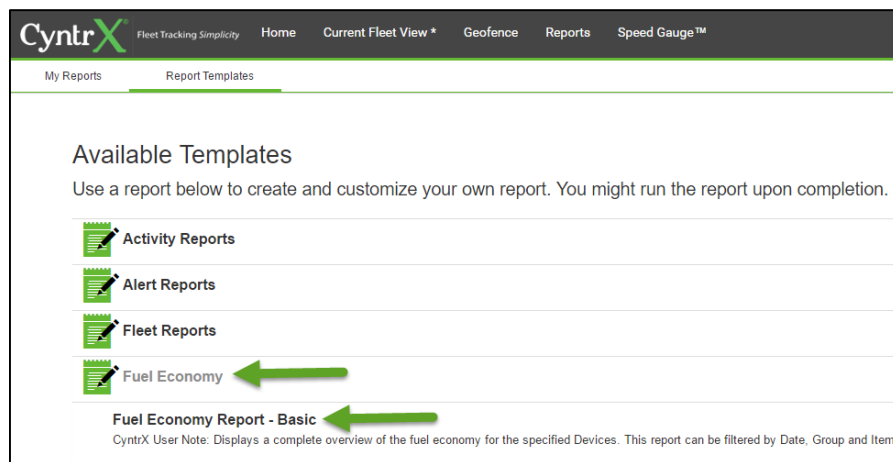 CyntrX® Fleet Tracking Simplicity Home Current Fleet View * Geofence Reports Speed Gauge™
My Reports Report Templates
Available Templates
Use a report below to create and customize your own report. You might run the report upon completion.
Activity Reports
Alert Reports
Fleet Reports
Fuel Economy
Fuel Economy Report - Basic
CyntrX User Note: Displays a complete overview of the fuel economy for the specified Devices. This report can be filtered by Date, Group and Item